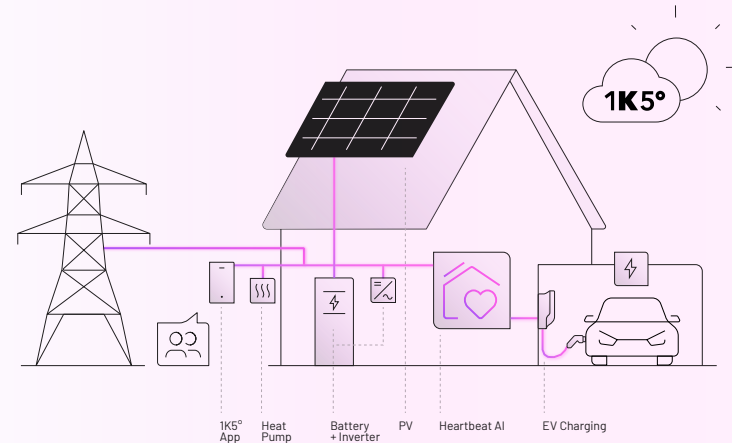 1K5°
1K5°
App
Heat
Pump
Battery
+ Inverter
PV
Heartbeat AI
EV Charging